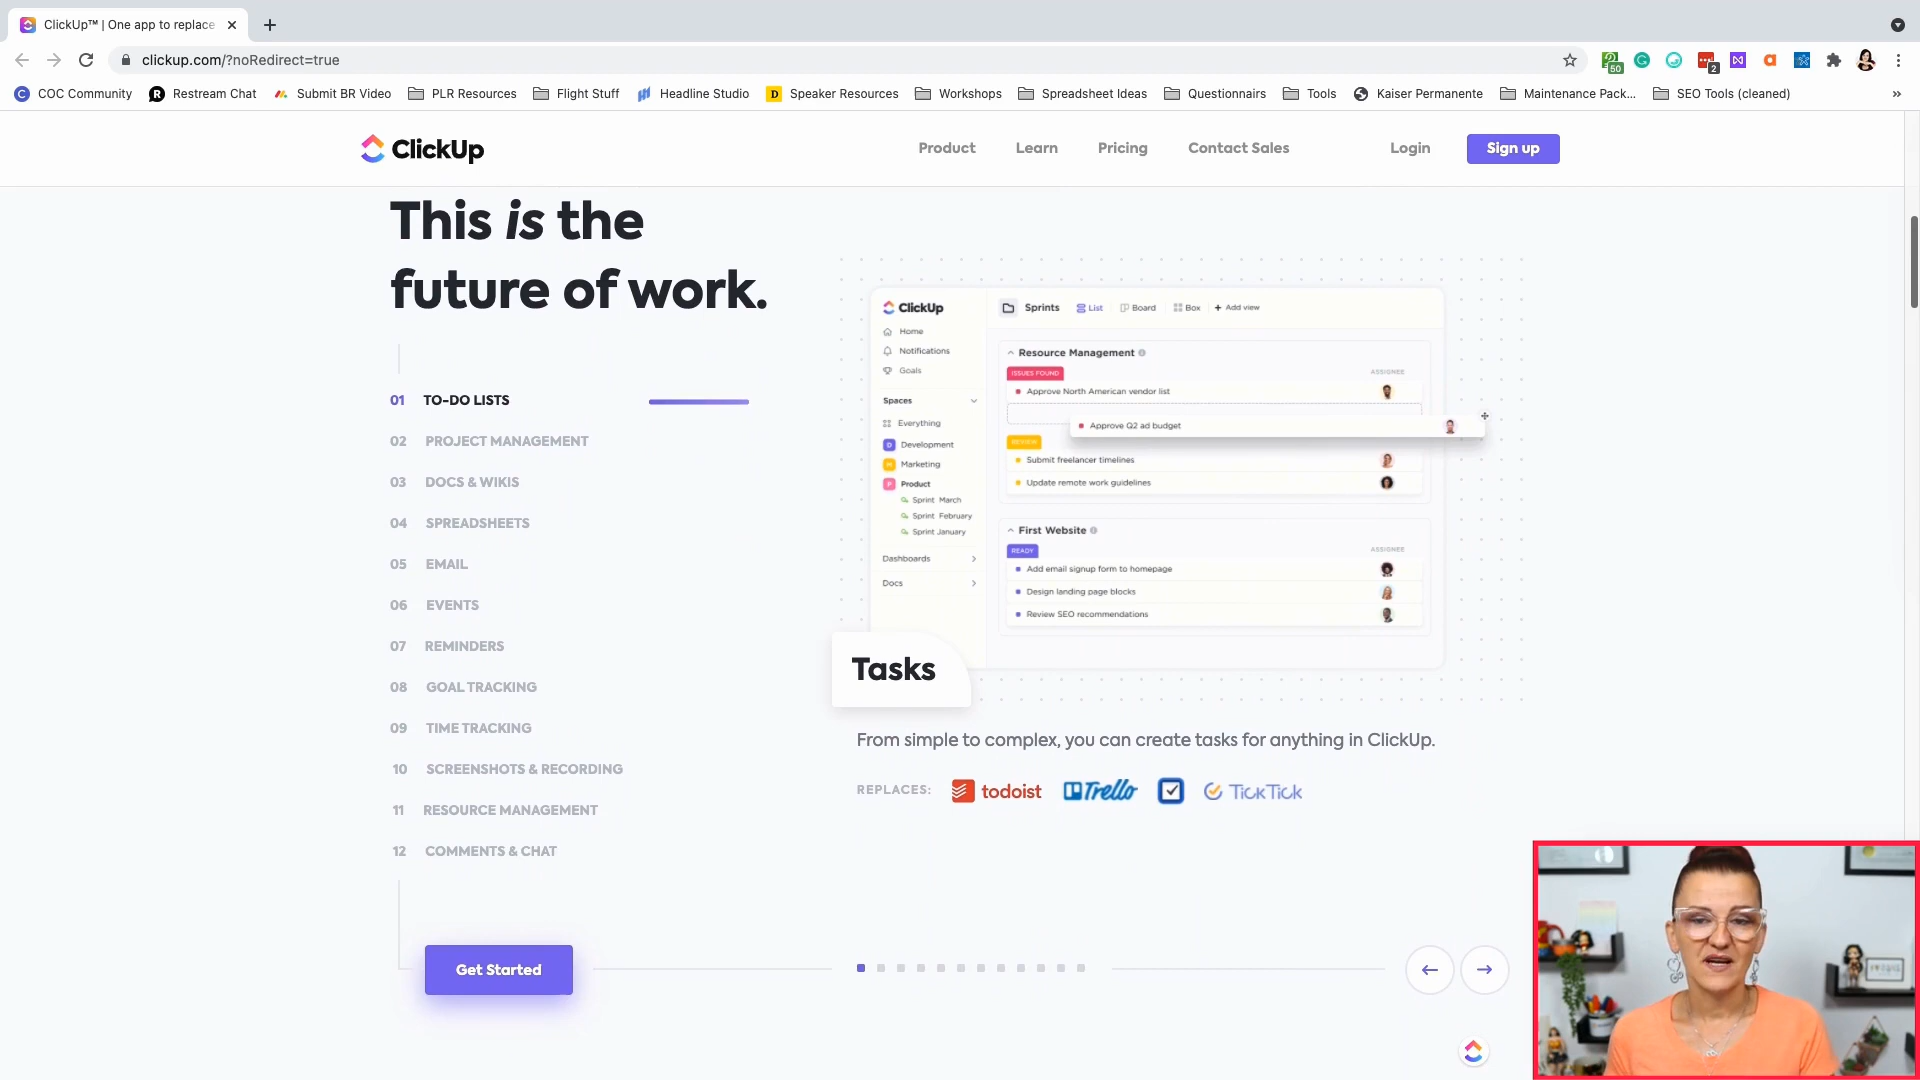 ClickUp™ | One app to replace
clickup.com/?noRedirect=true
50
2
COC Community
Restream Chat
Submit BR Video
PLR Resources
Flight Stuff
Headline Studio
Speaker Resources
Workshops
Spreadsheet Ideas
Questionnairs
Tools
Kaiser Permanente
Maintenance Pack...
SEO Tools (cleaned)
»
ClickUp
Product
Learn
Pricing
Contact Sales
Login
Sign up
This is the
future of work.
01 TO-DO LISTS
02 PROJECT MANAGEMENT
03 DOCS & WIKIS
04 SPREADSHEETS
05 EMAIL
06 EVENTS
07 REMINDERS
08 GOAL TRACKING
09 TIME TRACKING
10 SCREENSHOTS & RECORDING
11 RESOURCE MANAGEMENT
12 COMMENTS & CHAT
Get Started
ClickUp
Home
Notifications
Goals
Spaces
Everything
D Development
Marketing
P Product
Sprint March
Sprint February
Sprint January
Dashboards
Docs
Sprints
List
Board
Box
+ Add view
Resource Management
ISSUES FOUND
ASSIGNEE
Approve North American vendor list
Approve Q2 ad budget
REVIEW
Submit freelancer timelines
Update remote work guidelines
First Website
READY
ASSIGNEE
Add email signup form to homepage
Design landing page blocks
Review SEO recommendations
Tasks
From simple to complex, you can create tasks for anything in ClickUp.
REPLACES:
todoist
Trello
TickTick